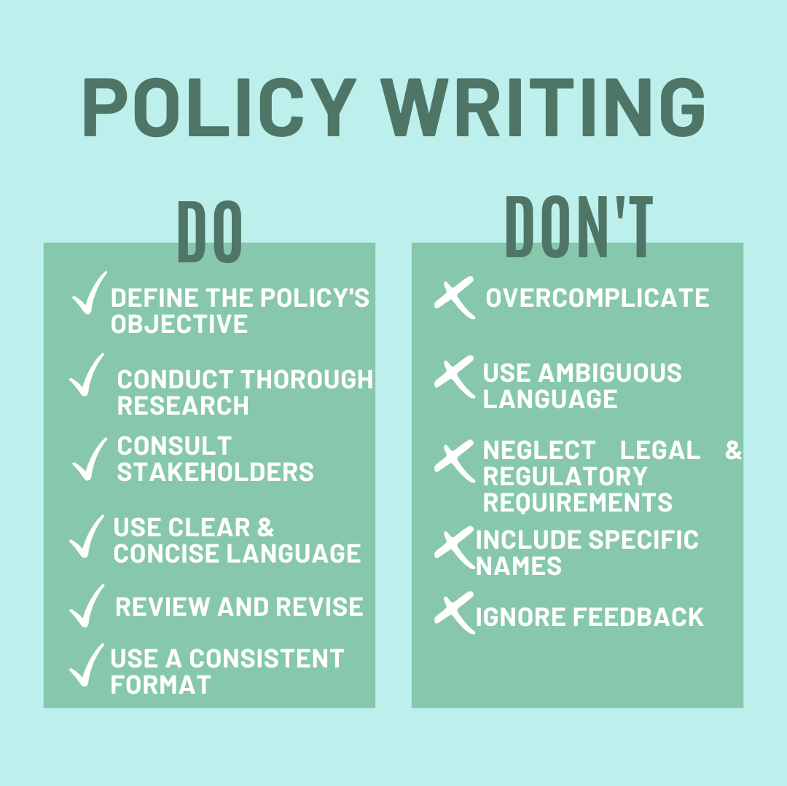 POLICY WRITING
DO
DEFINE THE POLICY'S
OBJECTIVE
CONDUCT THOROUGH
RESEARCH
CONSULT
STAKEHOLDERS
USE CLEAR &
CONCISE LANGUAGE
REVIEW AND REVISE
USE A CONSISTENT
FORMAT
DON'T
OVERCOMPLICATE
USE AMBIGUOUS
LANGUAGE
NEGLECT LEGAL &
REGULATORY
REQUIREMENTS
INCLUDE SPECIFIC
NAMES
IGNORE FEEDBACK